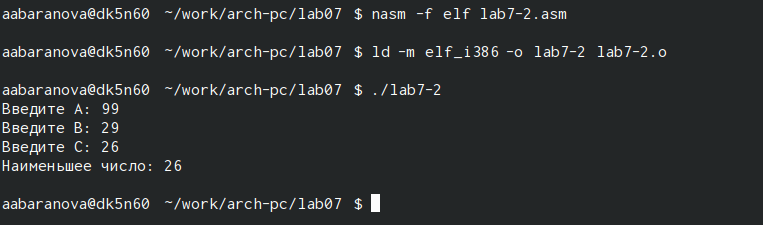 aabaranova@dk5n60 ~/work/arch-pc/lab07 $ nasm -f elf lab7-2.asm
aabaranova@dk5n60 ~/work/arch-pc/lab07 $ ld -m elf_i386 -o lab7-2 lab7-2.o
aabaranova@dk5n60 ~/work/arch-pc/lab07 $ ./lab7-2
Введите A: 99
Введите B: 29
Введите C: 26
Наименьшее число: 26
aabaranova@dk5n60 ~/work/arch-pc/lab07 $